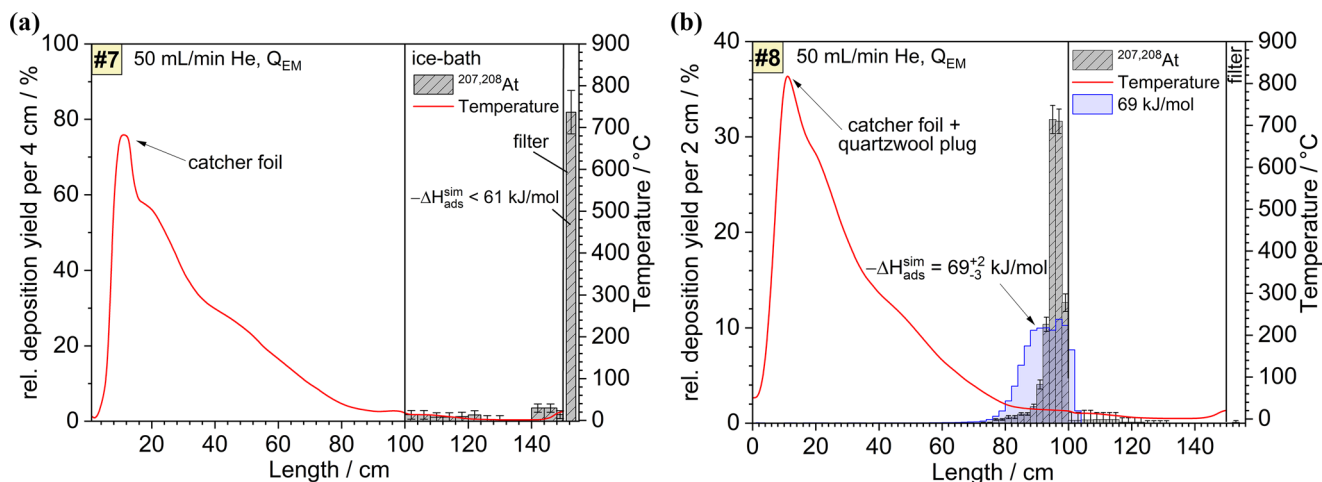 (a)
#7
50 mL/min He, Q_EM
ice-bath
207,208At
Temperature
filter
catcher foil
−ΔH_ads^sim < 61 kJ/mol
rel. deposition yield per 4 cm / %
100
80
60
40
20
0
900
800
700
600
500
400
300
200
100
0
Temperature / °C
20
40
60
80
100
120
140
Length / cm
(b)
#8
50 mL/min He, Q_EM
207,208At
Temperature
69 kJ/mol
filter
catcher foil +
quartzwool plug
−ΔH_ads^sim = 69 +2 -3 kJ/mol
rel. deposition yield per 2 cm / %
40
30
20
10
0
900
800
700
600
500
400
300
200
100
0
Temperature / °C
0
20
40
60
80
100
120
140
Length / cm